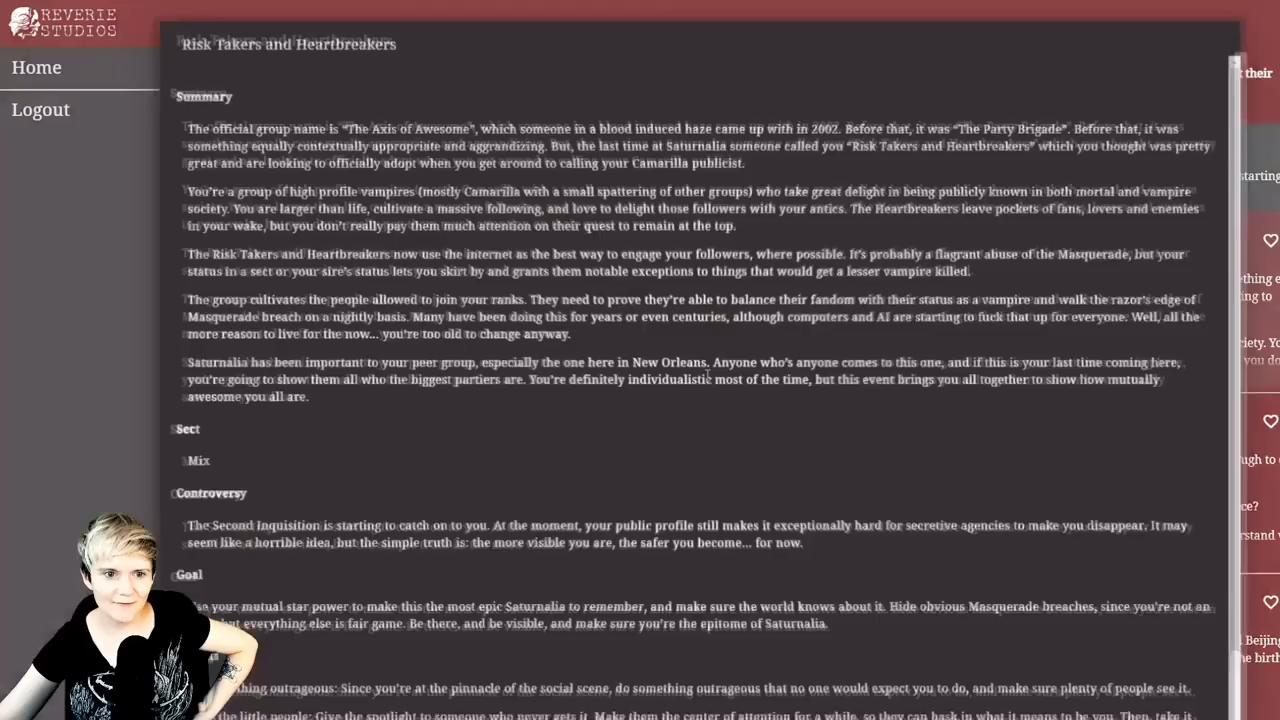 REVERIE
STUDIOS
Home
Logout
Risk Takers and Heartbreakers
Summary
The official group name is “The Axis of Awesome”, which someone in a blood induced haze came up with in 2002. Before that, it was “The Party Brigade”. Before that, it was
something equally contextually appropriate and aggrandizing. But, the last time at Saturnalia someone called you “Risk Takers and Heartbreakers” which you thought was pretty
great and are looking to officially adopt when you get around to calling your Camarilla publicist.
You’re a group of high profile vampires (mostly Camarilla with a small spattering of other groups) who take great delight in being publicly known in both mortal and vampire
society. You are larger than life, cultivate a massive following, and love to delight those followers with your antics. The Heartbreakers leave pockets of fans, lovers and enemies
in your wake, but you don’t really pay them much attention on their quest to remain at the top.
The Risk Takers and Heartbreakers now use the internet as the best way to engage your followers, where possible. It’s probably a flagrant abuse of the Masquerade, but your
status in a sect or your sire’s status lets you skirt by and grants them notable exceptions to things that would get a lesser vampire killed.
The group cultivates the people allowed to join your ranks. They need to prove they’re able to balance their fandom with their status as a vampire and walk the razor’s edge of
Masquerade breach on a nightly basis. Many have been doing this for years or even centuries, although computers and AI are starting to fuck that up for everyone. Well, all the
more reason to live for the now... you’re too old to change anyway.
Saturnalia has been important to your peer group, especially the one here in New Orleans. Anyone who’s anyone comes to this one, and if this is your last time coming here,
you’re going to show them all who the biggest partiers are. You’re definitely individualistic most of the time, but this event brings you all together to show how mutually
awesome you all are.
Sect
Mix
Controversy
The Second Inquisition is starting to catch on to you. At the moment, your public profile still makes it exceptionally hard for secretive agencies to make you disappear. It may
seem like a horrible idea, but the simple truth is: the more visible you are, the safer you become... for now.
Goal
your mutual star power to make this the most epic Saturnalia to remember, and make sure the world knows about it. Hide obvious Masquerade breaches, since you’re not an
but everything else is fair game. Be there, and be visible, and make sure you’re the epitome of Saturnalia.
outrageous: Since you’re at the pinnacle of the social scene, do something outrageous that no one would expect you to do, and make sure plenty of people see it.
the little people: Give the spotlight to someone who never gets it. Make them the center of attention for a while, so they can bask in what it means to be you. Then, take it
their
starting
ething e
ing to
iety. Yo
you do
ugh to
ce?
rstand
Beijing
he birth